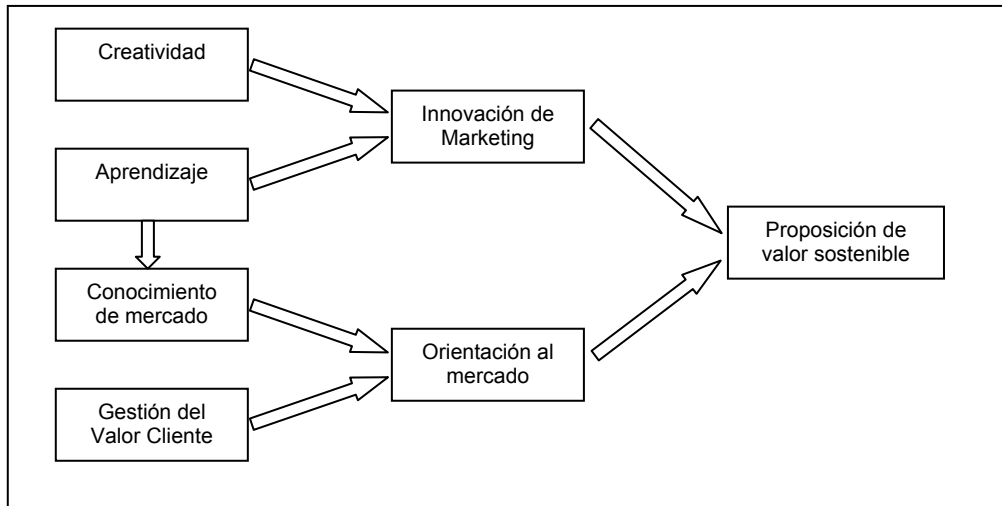 Creatividad
Aprendizaje
Conocimiento
de mercado
Gestión del
Valor Cliente
Innovación de
Marketing
Orientación al
mercado
Proposición de
valor sostenible